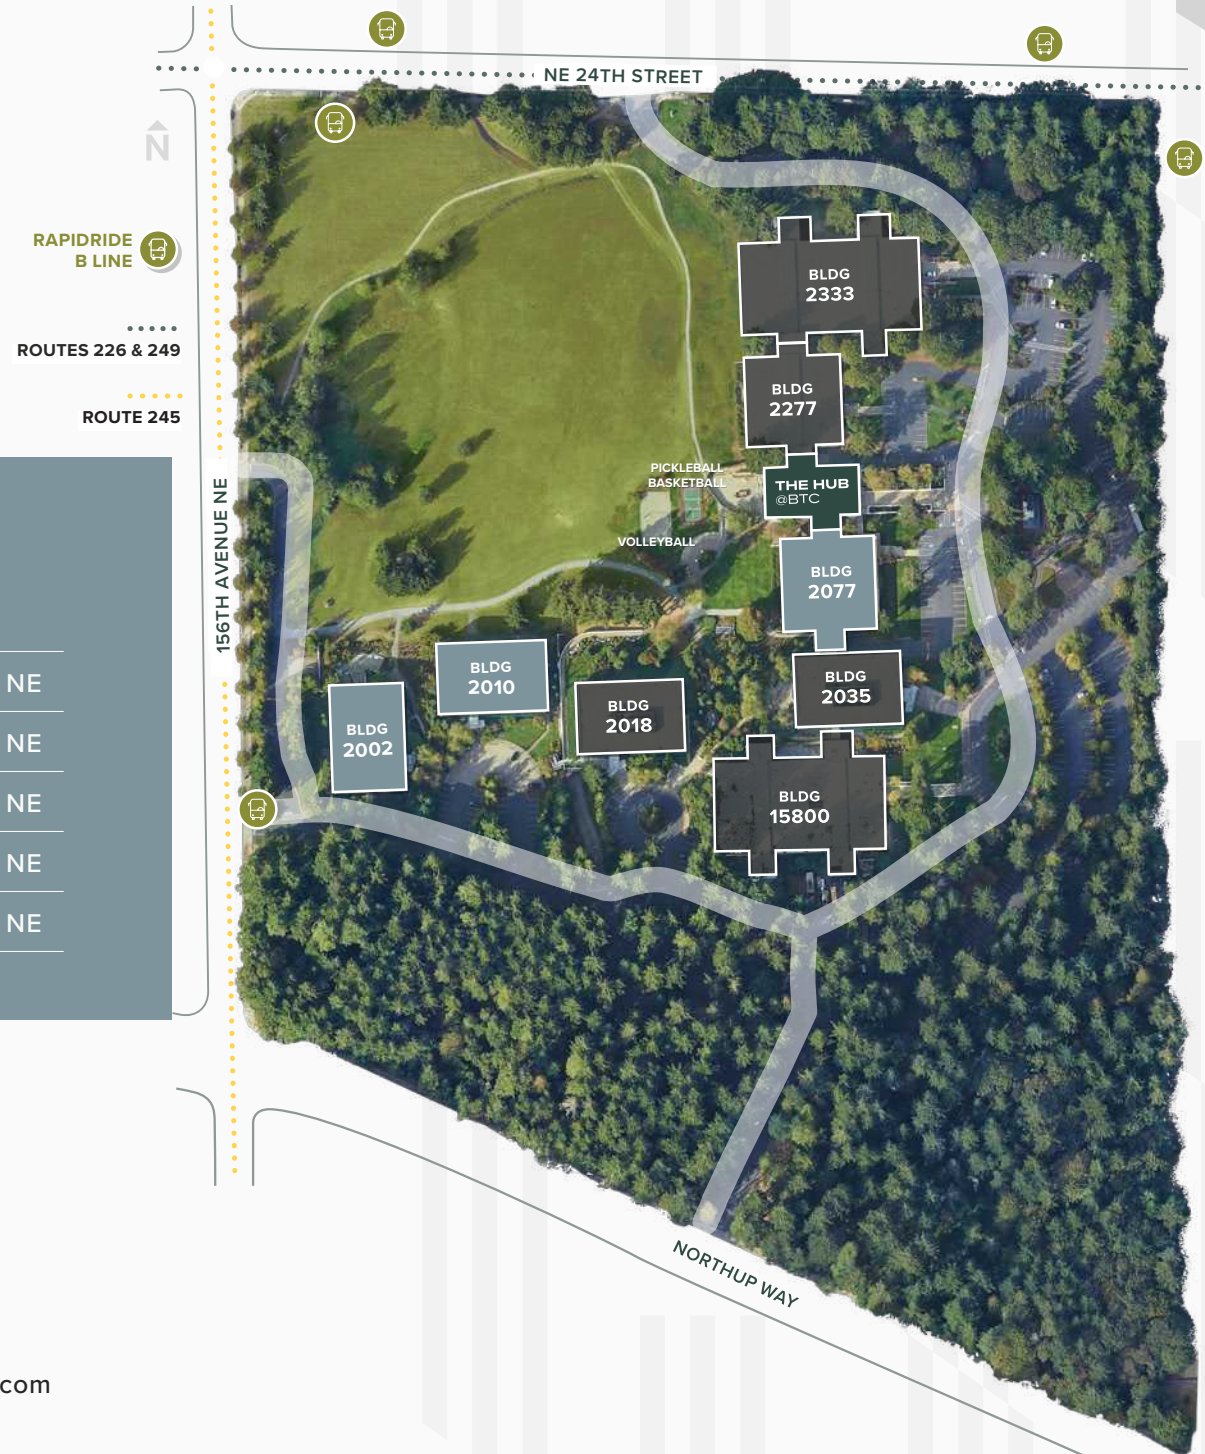 NE 24TH STREET
N
RAPIDRIDE
B LINE
ROUTES 226 & 249
ROUTE 245
156TH AVENUE NE
BLDG
2333
BLDG
2277
PICKLEBALL
BASKETBALL
THE HUB
@BTC
VOLLEYBALL
BLDG
2077
BLDG
2010
BLDG
2018
BLDG
2035
BLDG
2002
BLDG
15800
NE
NE
NE
NE
NE
NORTHUP WAY
com